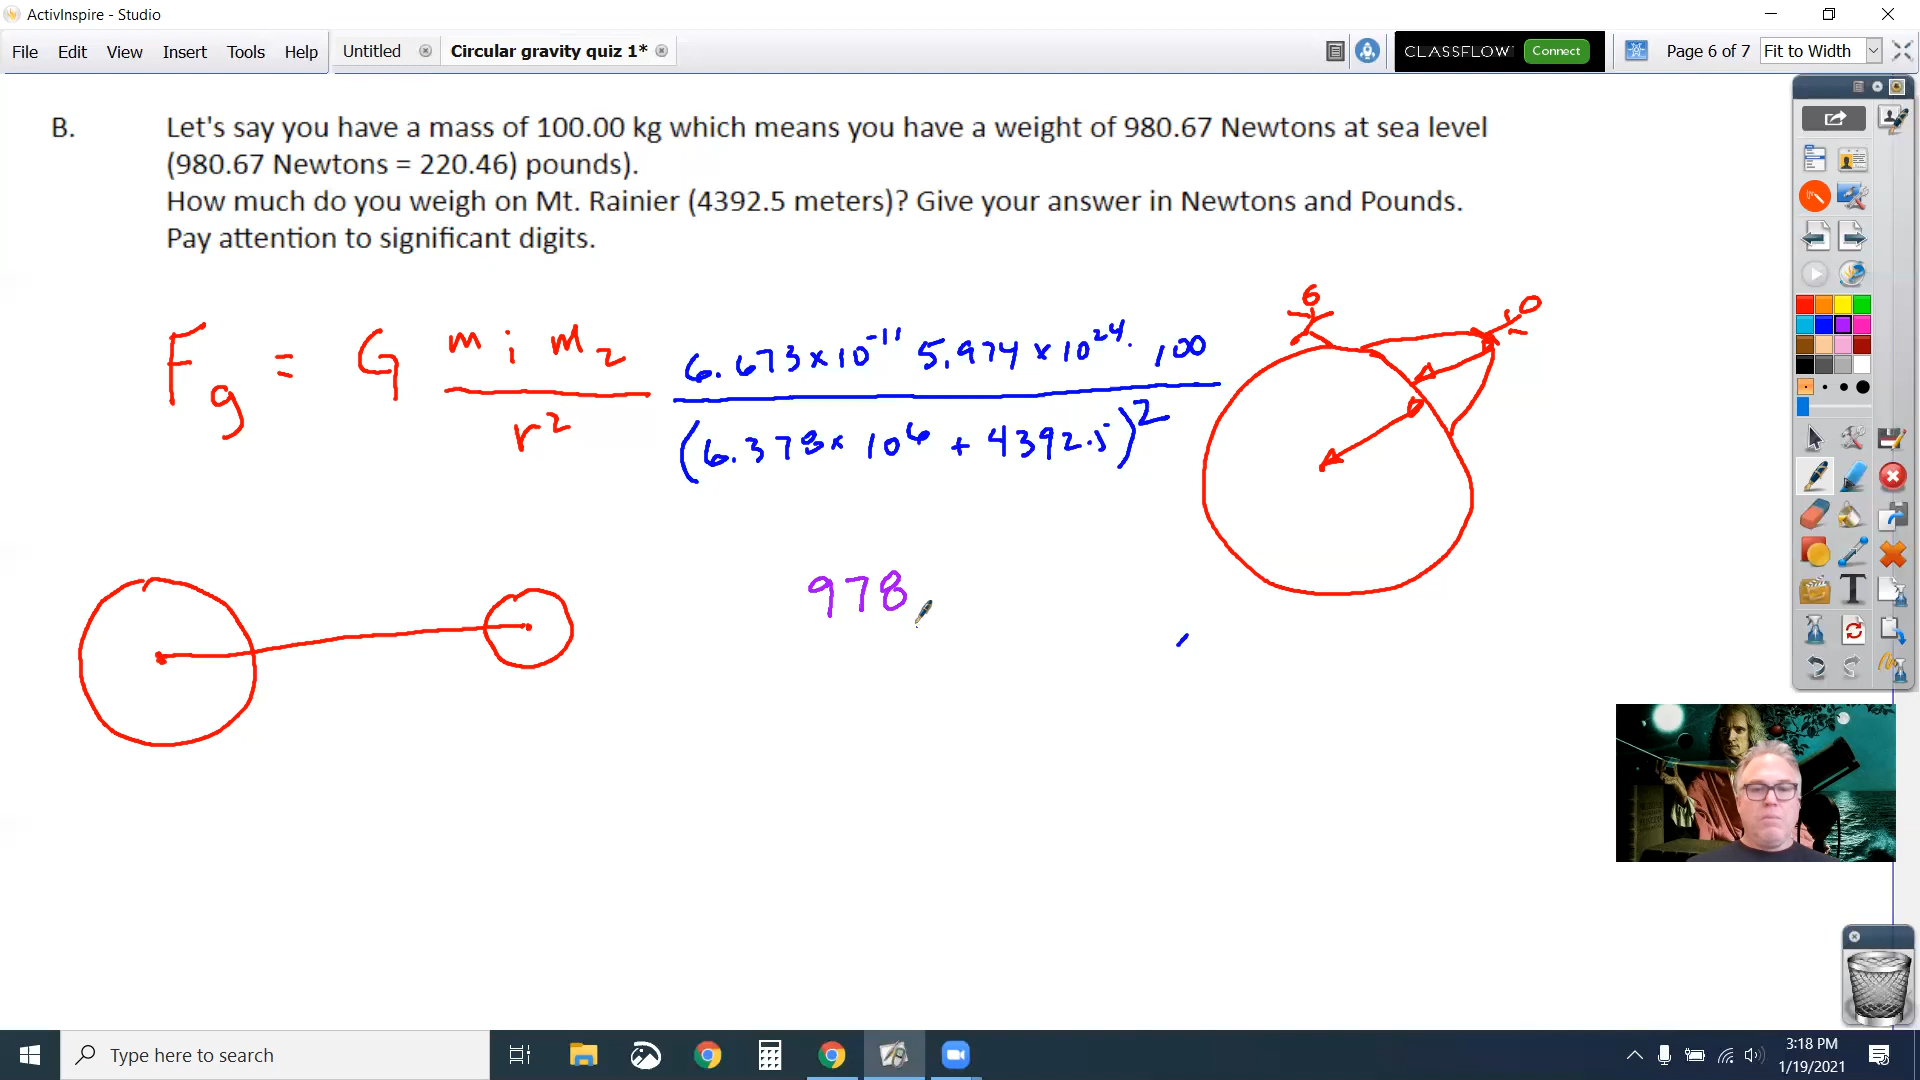 ActivInspire - Studio
File Edit View Insert Tools Help
Untitled
Circular gravity quiz 1*
CLASSFLOW Connect
Page 6 of 7
Fit to Width
B. Let's say you have a mass of 100.00 kg which means you have a weight of 980.67 Newtons at sea level
(980.67 Newtons = 220.46) pounds).
How much do you weigh on Mt. Rainier (4392.5 meters)? Give your answer in Newtons and Pounds.
Pay attention to significant digits.
Fg = G m1 m2 / r²
6.673 x 10⁻¹¹ 5.974 x 10²⁴ · 100
(6.378 x 10⁶ + 4392.5)²
978
T
Type here to search
3:18 PM
1/19/2021